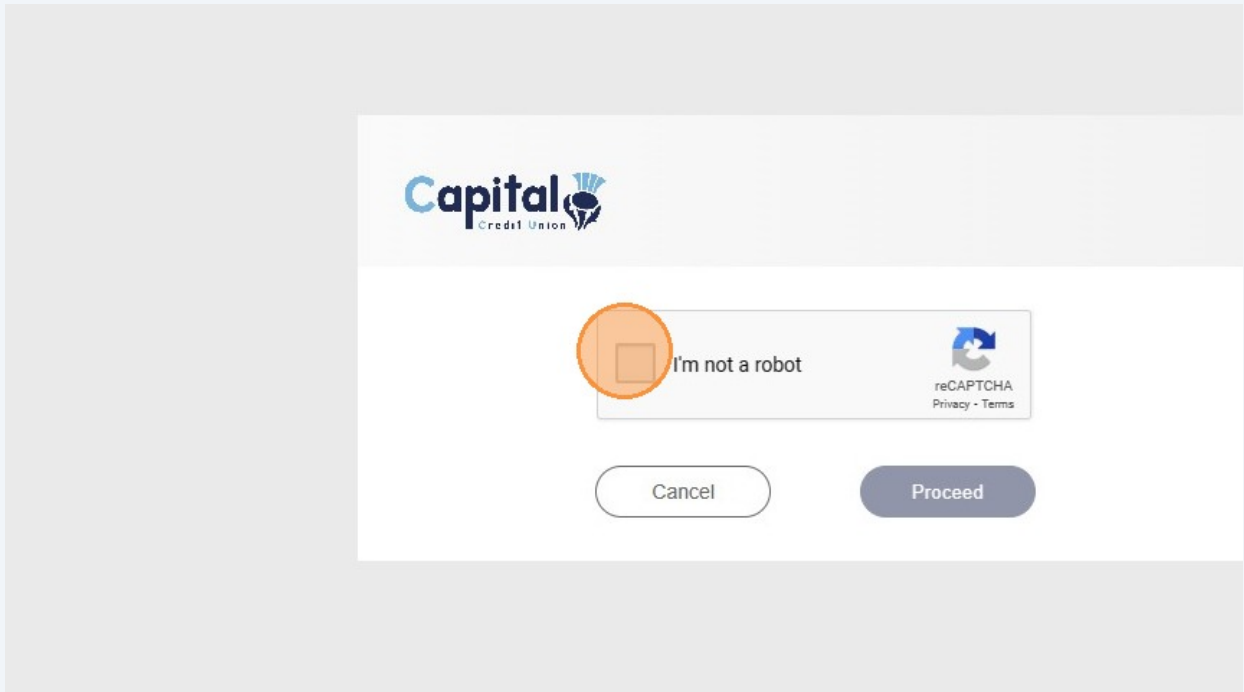 Capital
Credit Union
I'm not a robot
reCAPTCHA
Privacy - Terms
Cancel
Proceed